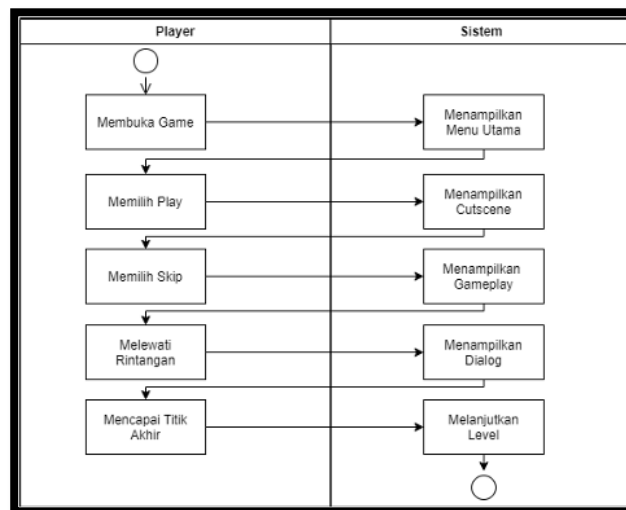 Player
Sistem
Membuka Game
Menampilkan
Menu Utama
Memilih Play
Menampilkan
Cutscene
Memilih Skip
Menampilkan
Gameplay
Melewati
Rintangan
Menampilkan
Dialog
Mencapai Titik
Akhir
Melanjutkan
Level